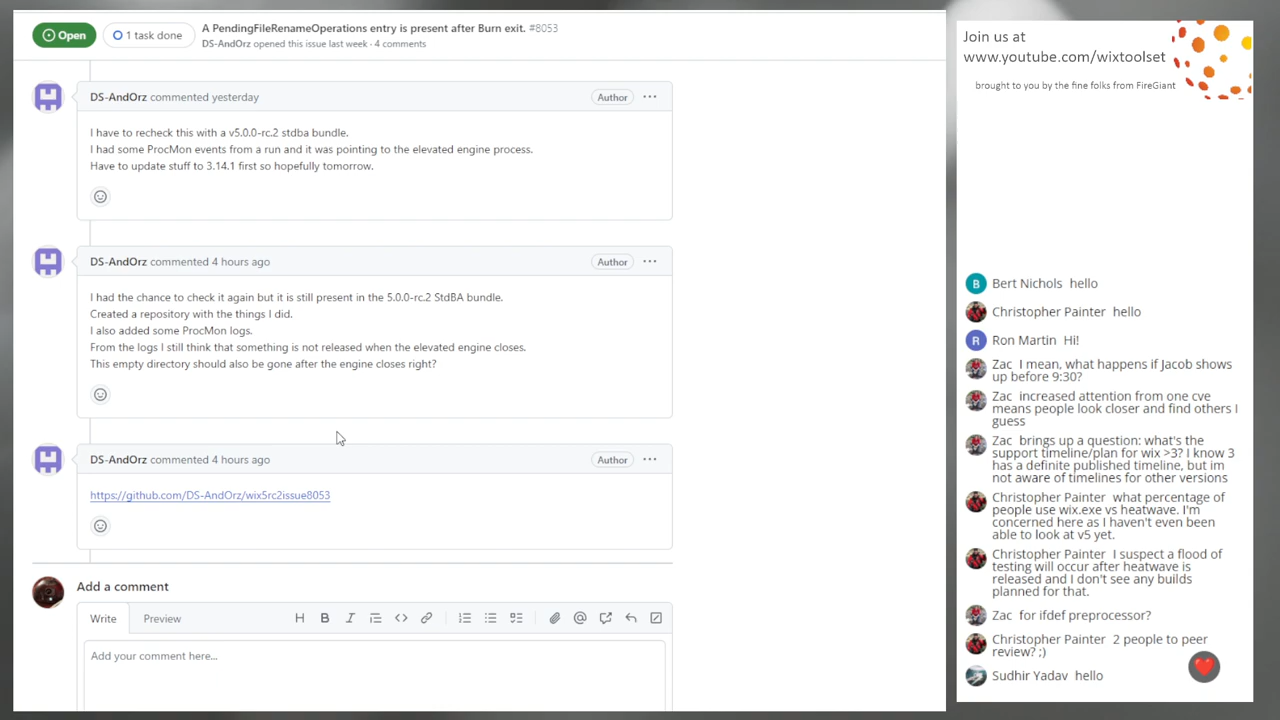 Open
1 task done
A PendingFileRenameOperations entry is present after Burn exit. #8053
DS-AndOrz opened this issue last week · 4 comments
DS-AndOrz commented yesterday
Author
I have to recheck this with a v5.0.0-rc.2 stdba bundle.
I had some ProcMon events from a run and it was pointing to the elevated engine process.
Have to update stuff to 3.14.1 first so hopefully tomorrow.
DS-AndOrz commented 4 hours ago
Author
I had the chance to check it again but it is still present in the 5.0.0-rc.2 StdBA bundle.
Created a repository with the things I did.
I also added some ProcMon logs.
From the logs I still think that something is not released when the elevated engine closes.
This empty directory should also be gone after the engine closes right?
DS-AndOrz commented 4 hours ago
Author
https://github.com/DS-AndOrz/wix5rc2issue8053
Add a comment
Write
Preview
Add your comment here...
Join us at
www.youtube.com/wixtoolset
brought to you by the fine folks from FireGiant
B
Bert Nichols hello
Christopher Painter hello
R
Ron Martin Hi!
Zac I mean, what happens if Jacob shows
up before 9:30?
Zac increased attention from one cve
means people look closer and find others I
guess
Zac brings up a question: what's the
support timeline/plan for wix >3? I know 3
has a definite published timeline, but im
not aware of timelines for other versions
Christopher Painter what percentage of
people use wix.exe vs heatwave. I'm
concerned here as I haven't even been
able to look at v5 yet.
Christopher Painter I suspect a flood of
testing will occur after heatwave is
released and I don't see any builds
planned for that.
Zac for ifdef preprocessor?
Christopher Painter 2 people to peer
review? ;)
Sudhir Yadav hello